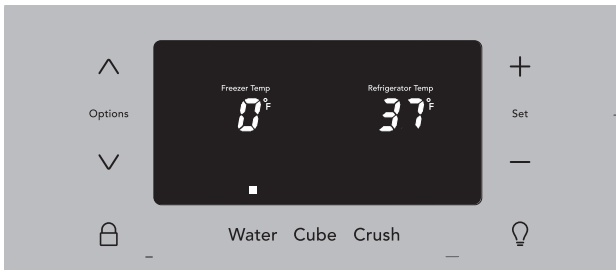 Freezer Temp Refrigerator Temp
0°F 37°F
Options Set
Water Cube Crush